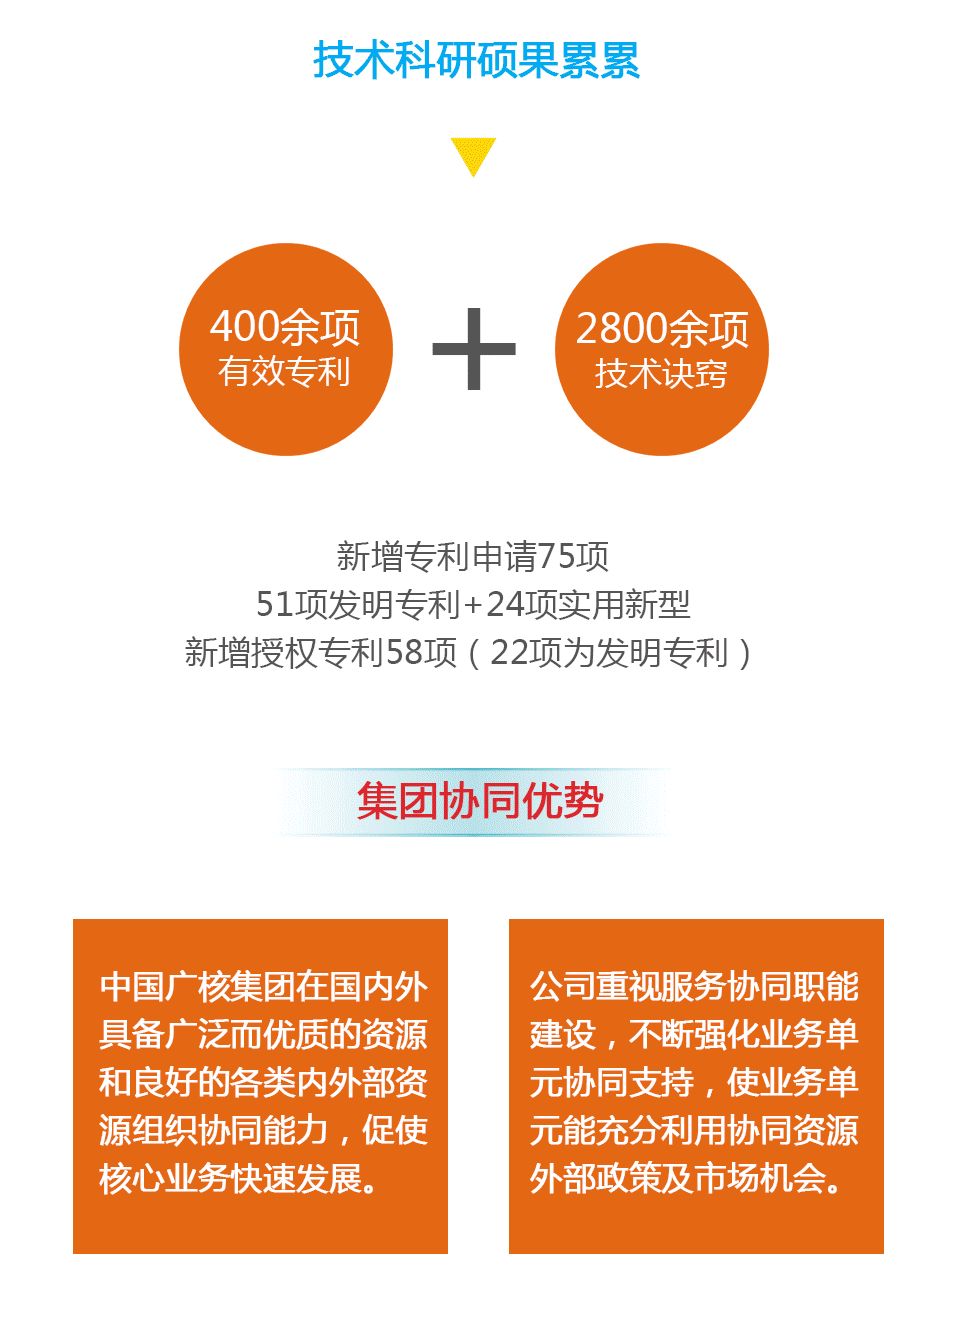 技术科研硕果累累
400余项
有效专利
+
2800余项
技术诀窍
新增专利申请75项
51项发明专利+24项实用新型
新增授权专利58项（22项为发明专利）
集团协同优势
中国广核集团在国内外
具备广泛而优质的资源
和良好的各类内外部资
源组织协同能力，促使
核心业务快速发展。
公司重视服务协同职能
建设，不断强化业务单
元协同支持，使业务单
元能充分利用协同资源
外部政策及市场机会。